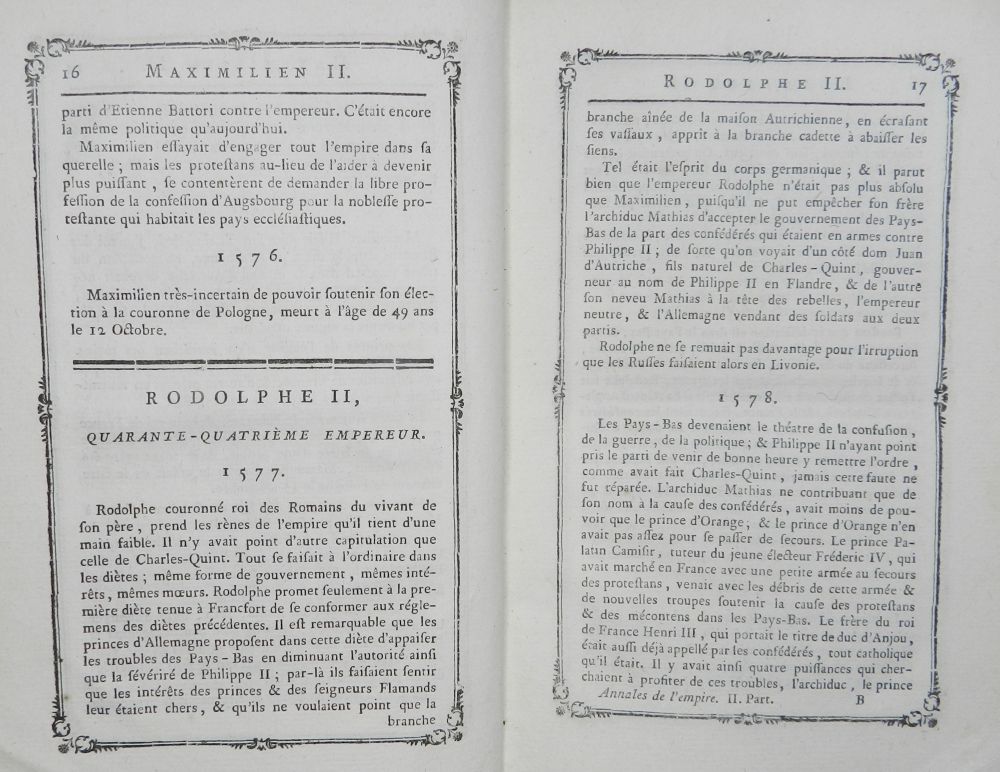 16 MAXIMILIEN II.
parti d'Etienne Battori contre l'empereur. C'était encore
la même politique qu'aujourd'hui.
Maximilien eſſayait d'engager tout l'empire dans ſa
querelle ; mais les proteſtans au-lieu de l'aider à devenir
plus puiſſant , ſe contentèrent de demander la libre pro-
feſſion de la confeſſion d'Augsbourg pour la nobleſſe pro-
teſtante qui habitait les pays eccléſiaſtiques.
1576.
Maximilien très-incertain de pouvoir ſoutenir ſon élec-
tion à la couronne de Pologne, meurt à l'âge de 49 ans
le 12 Octobre.
RODOLPHE II,
QUARANTE-QUATRIÈME EMPEREUR.
1577.
Rodolphe couronné roi des Romains du vivant de
ſon père , prend les rènes de l'empire qu'il tient d'une
main faible. Il n'y avait point d'autre capitulation que
celle de Charles-Quint. Tout ſe faiſait à l'ordinaire dans
les diètes ; même forme de gouvernement , mêmes inté-
rêts, mêmes mœurs. Rodolphe promet ſeulement à la pre-
mière diète tenue à Francfort de ſe conformer aux régle-
mens des diètes précédentes. Il eſt remarquable que les
princes d'Allemagne propoſent dans cette diète d'appaiſer
les troubles des Pays-Bas en diminuant l'autorité ainſi
que la ſévérité de Philippe II ; par-là ils faiſaient ſentir
que les intérêts des princes & des ſeigneurs Flamands
leur étaient chers , & qu'ils ne voulaient point que la
branche
RODOLPHE II. 17
branche aînée de la maiſon Autrichienne, en écraſant
ſes vaſſaux , apprit à la branche cadette à abaiſſer les
ſiens.
Tel était l'eſprit du corps germanique ; & il parut
bien que l'empereur Rodolphe n'était pas plus abſolu
que Maximilien , puiſqu'il ne put empêcher ſon frère
l'archiduc Mathias d'accepter le gouvernement des Pays-
Bas de la part des confédérés qui étaient en armes contre
Philippe II ; de ſorte qu'on voyait d'un côté dom Juan
d'Autriche , fils naturel de Charles-Quint, gouver-
neur au nom de Philippe II en Flandre, & de l'autre
ſon neveu Mathias à la tête des rebelles, l'empereur
neutre, & l'Allemagne vendant des ſoldats aux deux
partis.
Rodolphe ne ſe remuait pas davantage pour l'irruption
que les Ruſſes faiſaient alors en Livonie.
1578.
Les Pays-Bas devenaient le théatre de la confuſion ,
de la guerre , de la politique ; & Philippe II n'ayant point
pris le parti de venir de bonne heure y remettre l'ordre ,
comme avait fait Charles-Quint , jamais cette faute ne
fut réparée. L'archiduc Mathias ne contribuant que de
ſon nom à la cauſe des confédérés , avait moins de pou-
voir que le prince d'Orange , & le prince d'Orange n'en
avait pas aſſez pour ſe paſſer de ſecours. Le prince Pa-
latin Camiſir, tuteur du jeune électeur Fréderic IV , qui
avait marché en France avec une petite armée au ſecours
des proteſtans , venait avec les débris de cette armée &
de nouvelles troupes ſoutenir la cauſe des proteſtans
& des mécontens dans les Pays-Bas. Le frère du roi
de France Henri III , qui portait le titre de duc d'Anjou ,
était auſſi déjà appellé par les confédérés , tout catholique
qu'il était. Il y avait ainſi quatre puiſſances qui cher-
chaient à profiter de ces troubles, l'archiduc , le prince
Annales de l'empire. II. Part. B